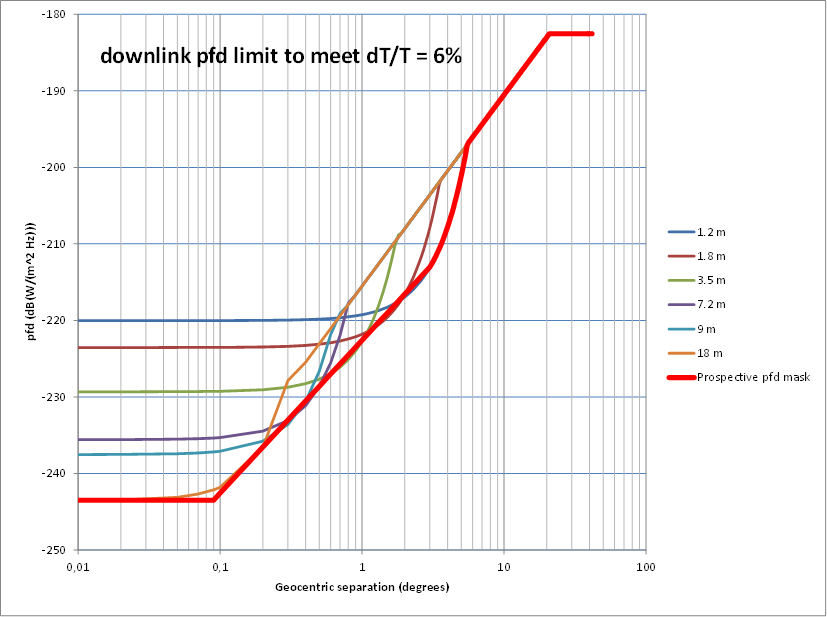 downlink pfd limit to meet dT/T = 6%
-180
-190
-200
-210
-220
-230
-240
-250
pfd (dB(W/(m^2 Hz)))
0,01
0,1
1
10
100
Geocentric separation (degrees)
1.2 m
1.8 m
3.5 m
7.2 m
9 m
18 m
Prospective pfd mask